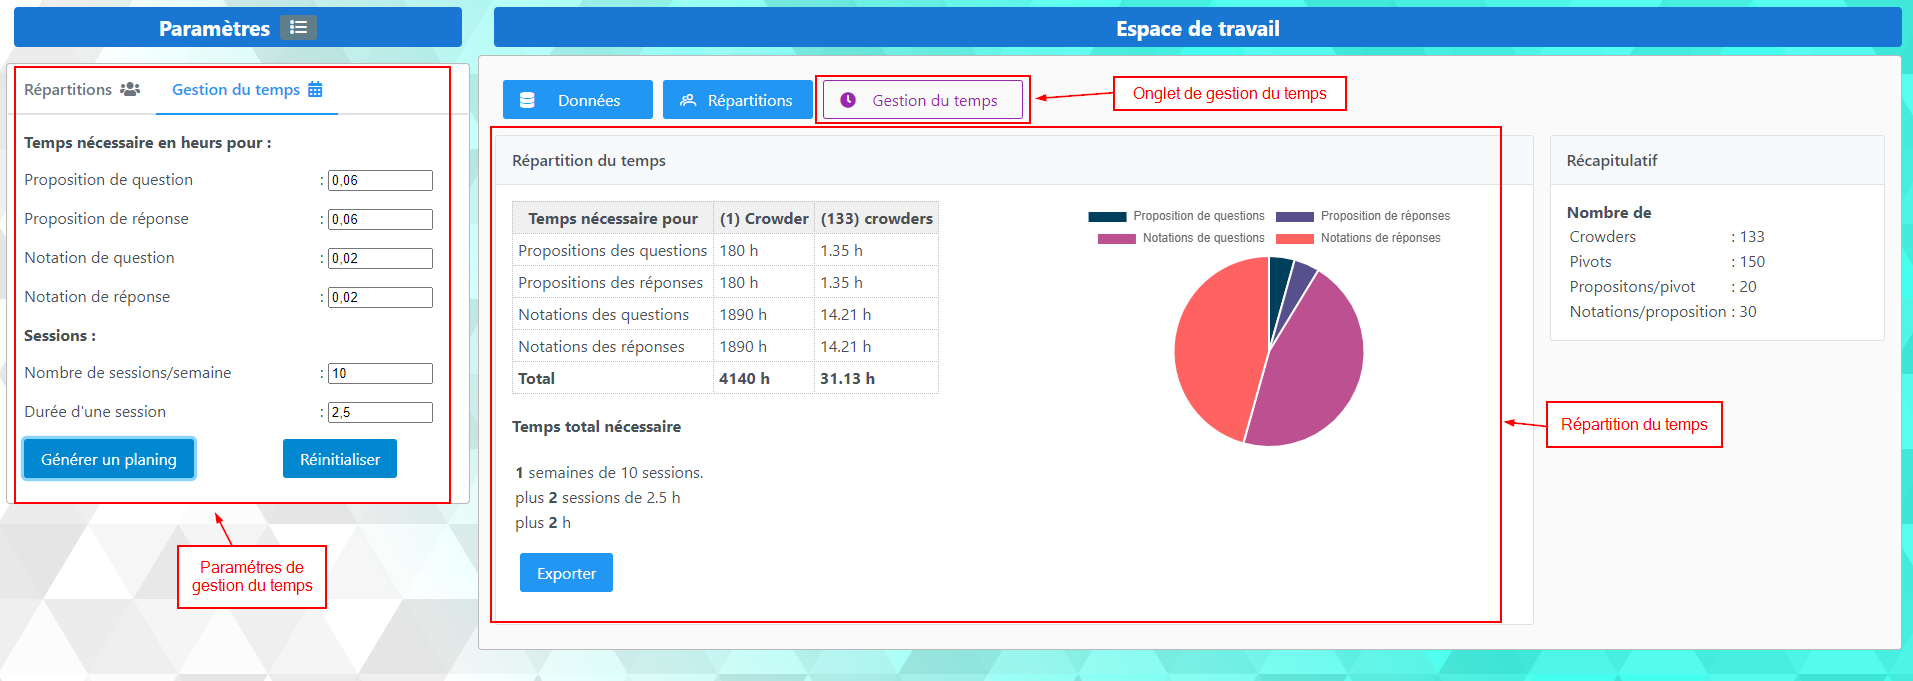 Paramètres
Espace de travail
Répartitions
Gestion du temps
Temps nécessaire en heurs pour :
Proposition de question : 0,06
Proposition de réponse : 0,06
Notation de question : 0,02
Notation de réponse : 0,02
Sessions :
Nombre de sessions/semaine : 10
Durée d'une session : 2,5
Générer un planing
Réinitialiser
Paramétres de
gestion du temps
Données
Répartitions
Gestion du temps
Onglet de gestion du temps
Répartition du temps
Temps nécessaire pour (1) Crowder (133) crowders
Propositions des questions 180 h 1.35 h
Propositions des réponses 180 h 1.35 h
Notations des questions 1890 h 14.21 h
Notations des réponses 1890 h 14.21 h
Total 4140 h 31.13 h
Proposition de questions Proposition de réponses
Notations de questions Notations de réponses
Temps total nécessaire
1 semaines de 10 sessions.
plus 2 sessions de 2.5 h
plus 2 h
Exporter
Récapitulatif
Nombre de
Crowders : 133
Pivots : 150
Propositons/pivot : 20
Notations/proposition : 30
Répartition du temps